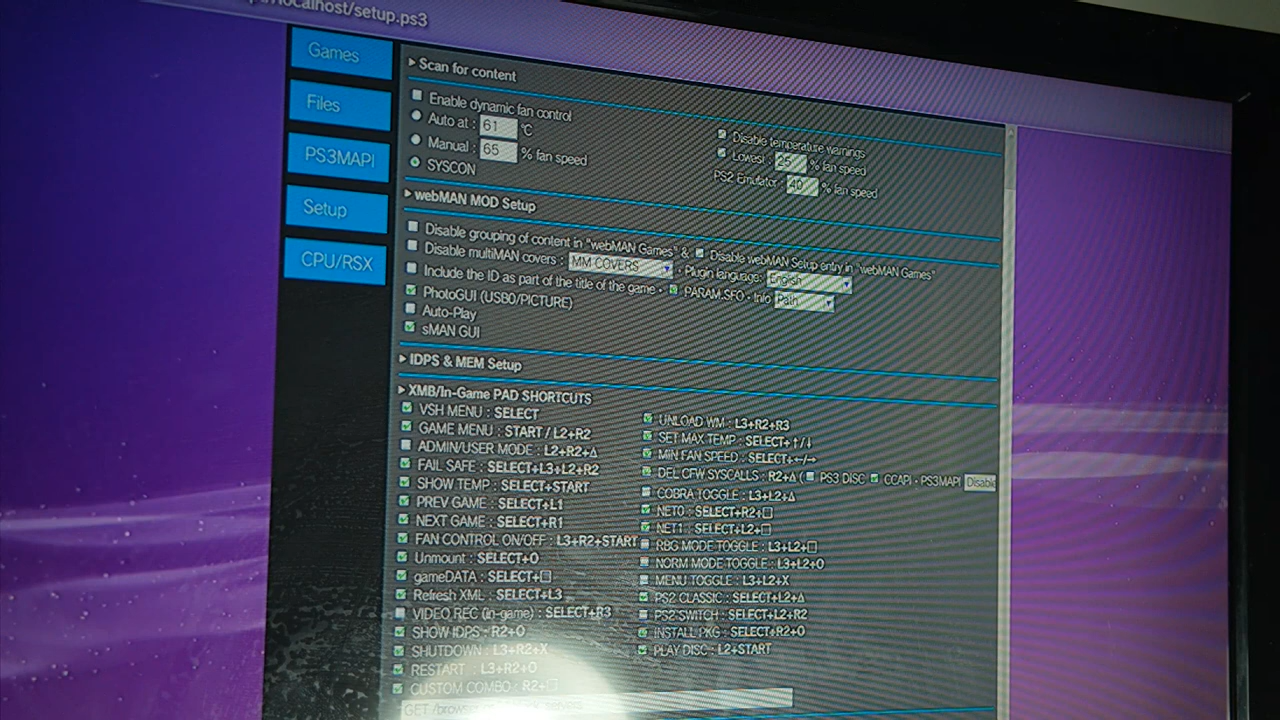 localhost/setup.ps3
Games
Files
PS3MAPI
Setup
CPU/RSX
Scan for content
Enable dynamic fan control
Auto at : 61 °C
Manual : 65 % fan speed
SYSCON
Disable temperature warnings
Lowest : 25 % fan speed
PS2 Emulator : 40 % fan speed
webMAN MOD Setup
Disable grouping of content in "webMAN Games" & Disable webMAN Setup entry in "webMAN Games"
Disable multiMAN covers : MM COVERS • Plugin language: English
Include the ID as part of the title of the game • PARAM.SFO • Info Path
PhotoGUI (USB0/PICTURE)
Auto-Play
sMAN GUI
IDPS & MEM Setup
XMB/In-Game PAD SHORTCUTS
VSH MENU : SELECT
GAME MENU : START / L2+R2
ADMIN/USER MODE : L2+R2+△
FAIL SAFE : SELECT+L3+L2+R2
SHOW TEMP : SELECT+START
PREV GAME : SELECT+L1
NEXT GAME : SELECT+R1
FAN CONTROL ON/OFF : L3+R2+START
Unmount : SELECT+O
gameDATA : SELECT+□
Refresh XML : SELECT+L3
VIDEO REC (in-game) : SELECT+R3
SHOW IDPS : R2+O
SHUTDOWN : L3+R2+X
RESTART : L3+R2+O
CUSTOM COMBO : R2+□
GET /browser
UNLOAD WM : L3+R2+R3
SET MAX TEMP : SELECT+↑/↓
MIN FAN SPEED : SELECT+←/→
DEL CFW SYSCALLS : R2+△ ( PS3 DISC CCAPI • PS3MAPI Disabl
COBRA TOGGLE : L3+L2+△
NET0 : SELECT+R2+□
NET1 : SELECT+L2+□
RBG MODE TOGGLE : L3+L2+□
NORM MODE TOGGLE : L3+L2+O
MENU TOGGLE : L3+L2+X
PS2 CLASSIC : SELECT+L2+△
PS2 SWITCH : SELECT+L2+R2
INSTALL PKG : SELECT+R2+O
PLAY DISC : L2+START